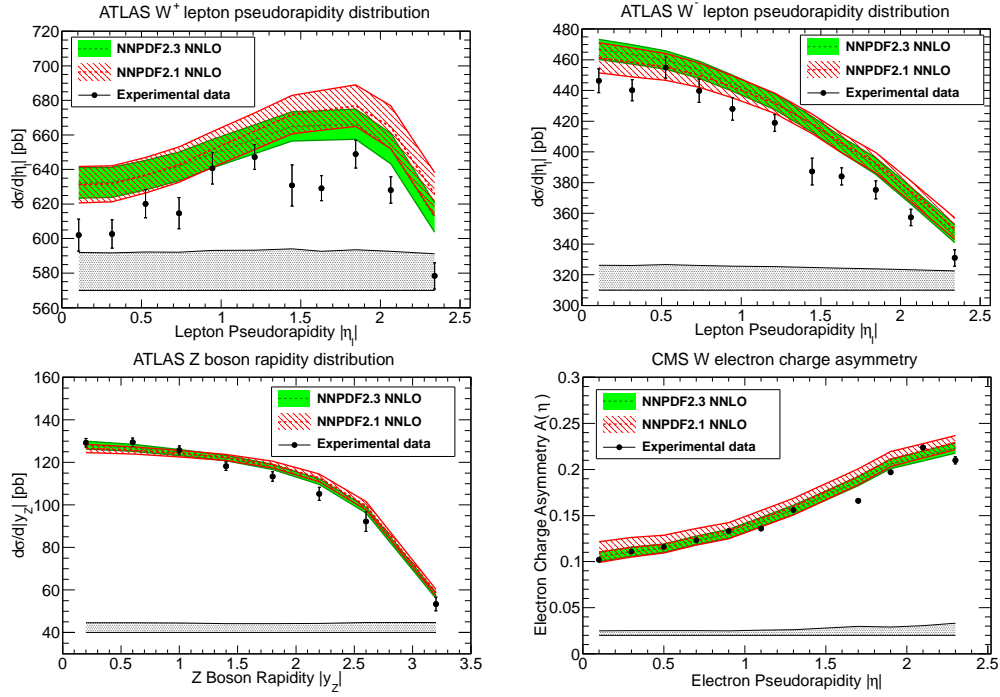 ATLAS W+ lepton pseudorapidity distribution
dσ/d|ηl| [pb]
720
700
680
660
640
620
600
580
560
NNPDF2.3 NNLO
NNPDF2.1 NNLO
Experimental data
0 0.5 1 1.5 2 2.5
Lepton Pseudorapidity |ηl|
ATLAS W- lepton pseudorapidity distribution
dσ/d|ηl| [pb]
480
460
440
420
400
380
360
340
320
300
NNPDF2.3 NNLO
NNPDF2.1 NNLO
Experimental data
0 0.5 1 1.5 2 2.5
Lepton Pseudorapidity |ηl|
ATLAS Z boson rapidity distribution
dσ/d|yZ| [pb]
160
140
120
100
80
60
40
20
NNPDF2.3 NNLO
NNPDF2.1 NNLO
Experimental data
0 0.5 1 1.5 2 2.5 3 3.5
Z Boson Rapidity |yZ|
CMS W electron charge asymmetry
Electron Charge Asymmetry A(η)
0.3
0.25
0.2
0.15
0.1
0.05
0
NNPDF2.3 NNLO
NNPDF2.1 NNLO
Experimental data
0 0.5 1 1.5 2 2.5
Electron Pseudorapidity |η|